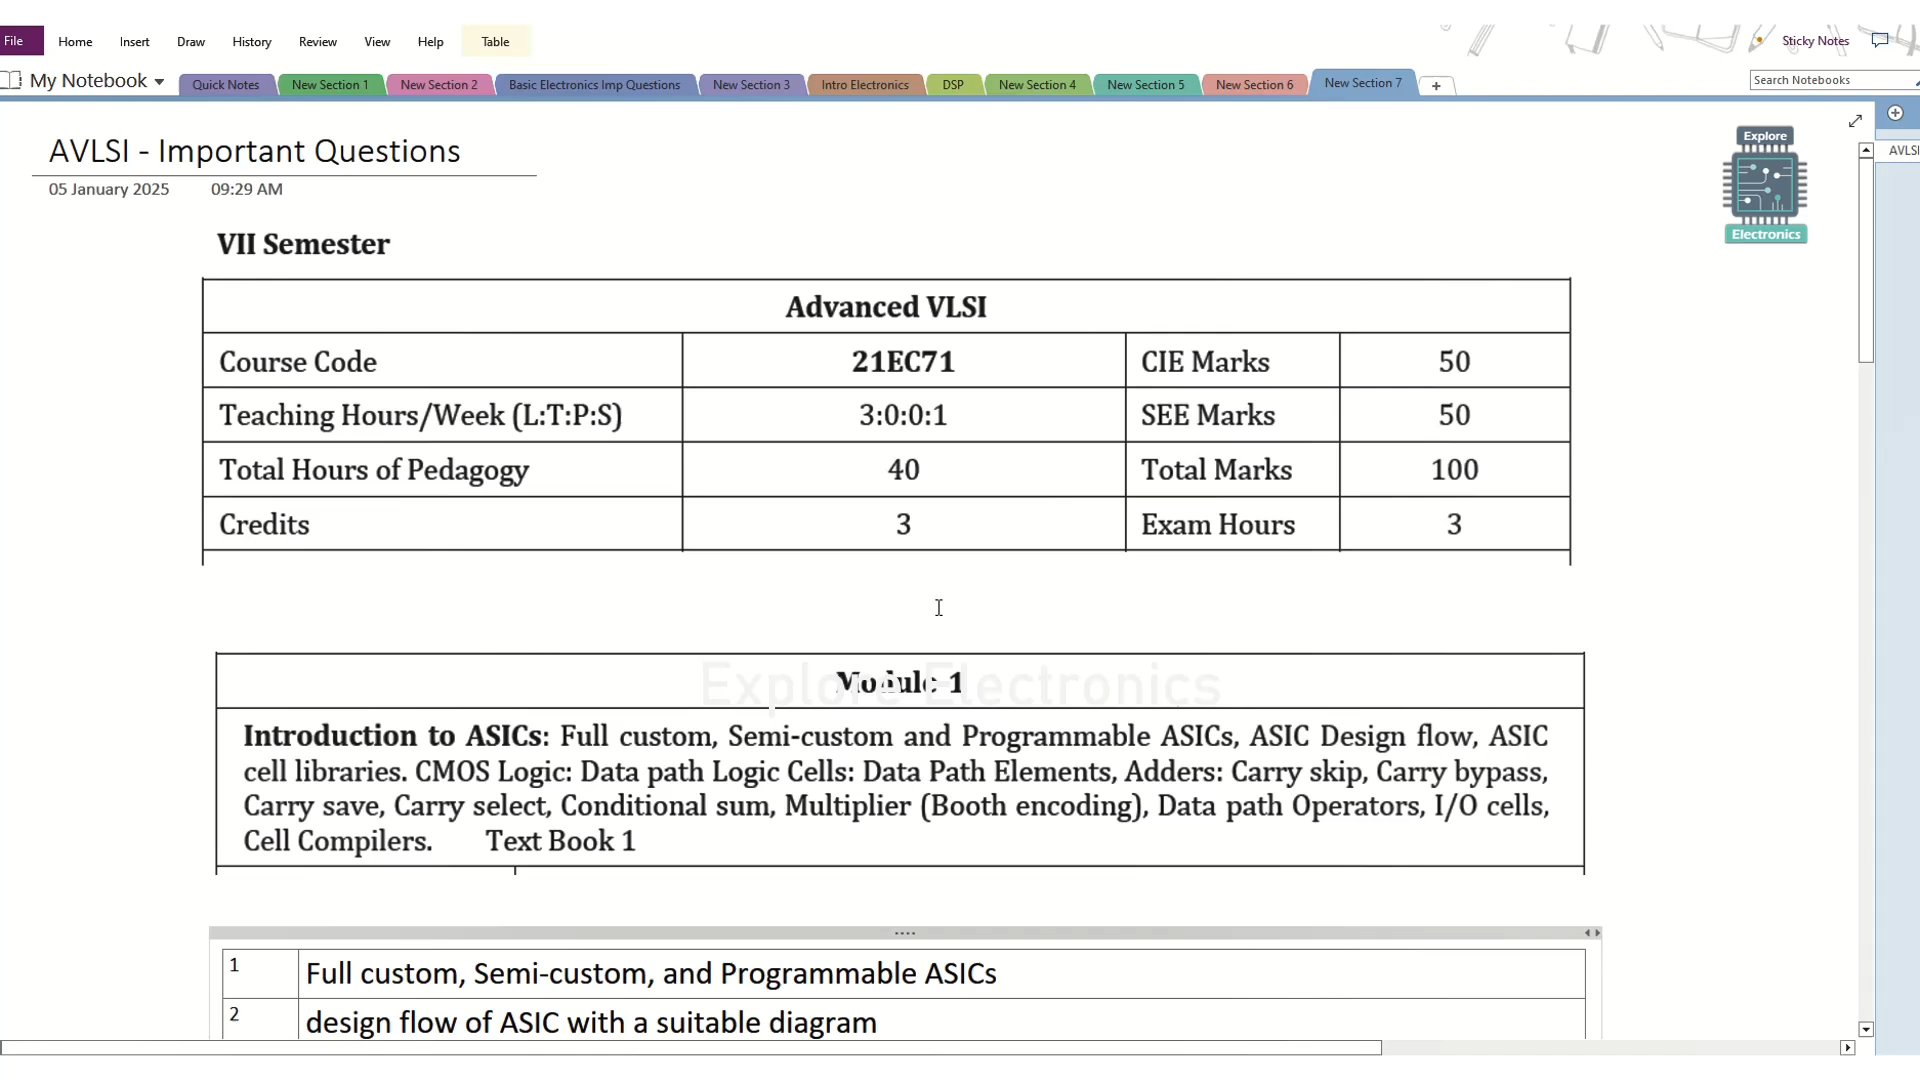 File Home Insert Draw History Review View Help Table Sticky Notes
My Notebook Quick Notes New Section 1 New Section 2 Basic Electronics Imp Questions New Section 3 Intro Electronics DSP New Section 4 New Section 5 New Section 6 New Section 7 + Search Notebooks
AVLSI - Important Questions
05 January 2025 09:29 AM
Explore
Electronics
AVLSI
VII Semester
Advanced VLSI
Course Code 21EC71 CIE Marks 50
Teaching Hours/Week (L:T:P:S) 3:0:0:1 SEE Marks 50
Total Hours of Pedagogy 40 Total Marks 100
Credits 3 Exam Hours 3
Explore Electronics
Module 1
Introduction to ASICs: Full custom, Semi-custom and Programmable ASICs, ASIC Design flow, ASIC
cell libraries. CMOS Logic: Data path Logic Cells: Data Path Elements, Adders: Carry skip, Carry bypass,
Carry save, Carry select, Conditional sum, Multiplier (Booth encoding), Data path Operators, I/O cells,
Cell Compilers. Text Book 1
1 Full custom, Semi-custom, and Programmable ASICs
2 design flow of ASIC with a suitable diagram